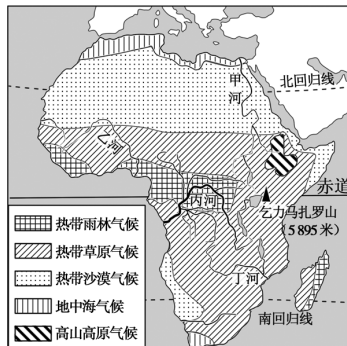 甲
河
北回归线
乙河
赤道
丙河
乞力马扎罗山
(5 895 米)
丁河
南回归线
热带雨林气候
热带草原气候
热带沙漠气候
地中海气候
高山高原气候